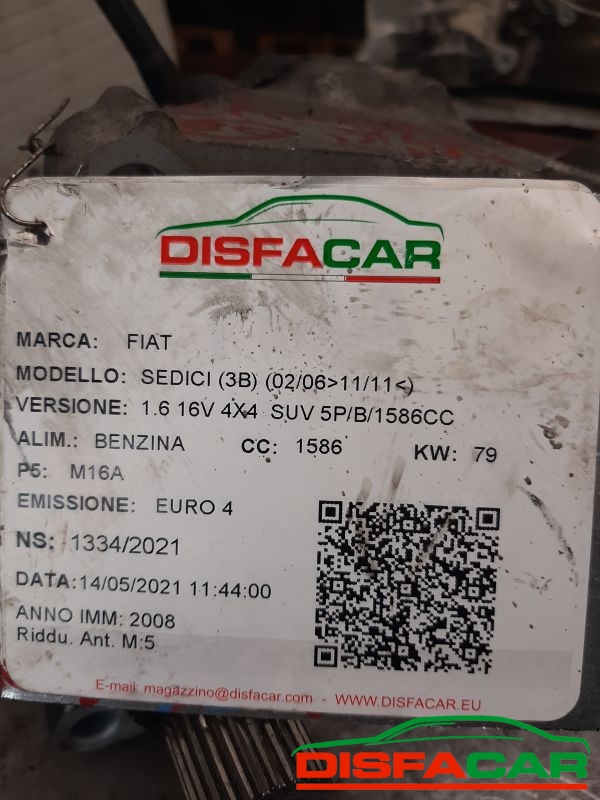 DISFACAR
MARCA: FIAT
MODELLO: SEDICI (3B) (02/06>11/11<)
VERSIONE: 1.6 16V 4X4 SUV 5P/B/1586CC
ALIM.: BENZINA CC: 1586 KW: 79
P5: M16A
EMISSIONE: EURO 4
NS: 1334/2021
DATA:14/05/2021 11:44:00
ANNO IMM: 2008
Riddu. Ant. M:5
E-mail: magazzino@disfacar.com - WWW.DISFACAR.EU
DISFACAR